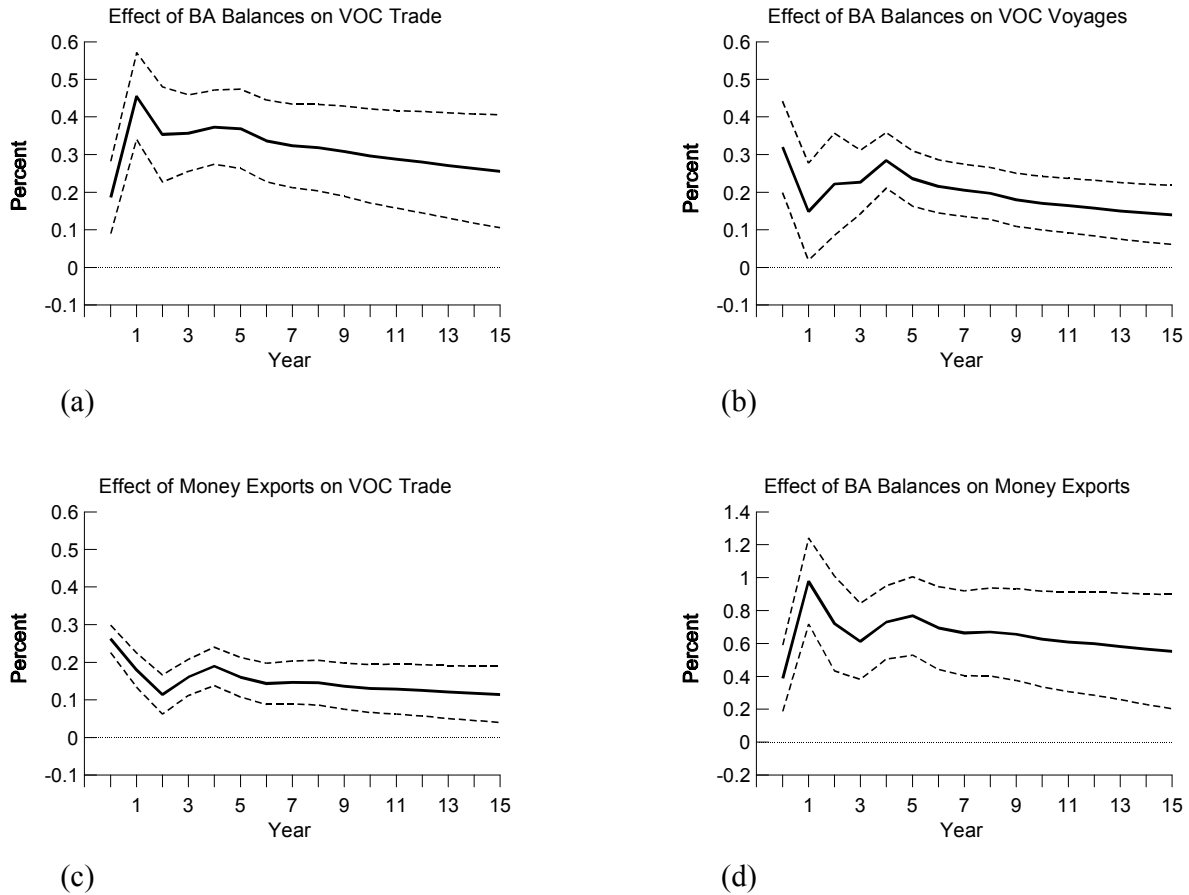 Effect of BA Balances on VOC Trade
0.6
0.5
0.4
0.3
0.2
0.1
0
-0.1
Percent
1 3 5 7 9 11 13 15
Year
(a)
Effect of BA Balances on VOC Voyages
0.6
0.5
0.4
0.3
0.2
0.1
0
-0.1
Percent
1 3 5 7 9 11 13 15
Year
(b)
Effect of Money Exports on VOC Trade
0.6
0.5
0.4
0.3
0.2
0.1
0
-0.1
Percent
1 3 5 7 9 11 13 15
Year
(c)
Effect of BA Balances on Money Exports
1.4
1.2
1
0.8
0.6
0.4
0.2
0
-0.2
Percent
1 3 5 7 9 11 13 15
Year
(d)